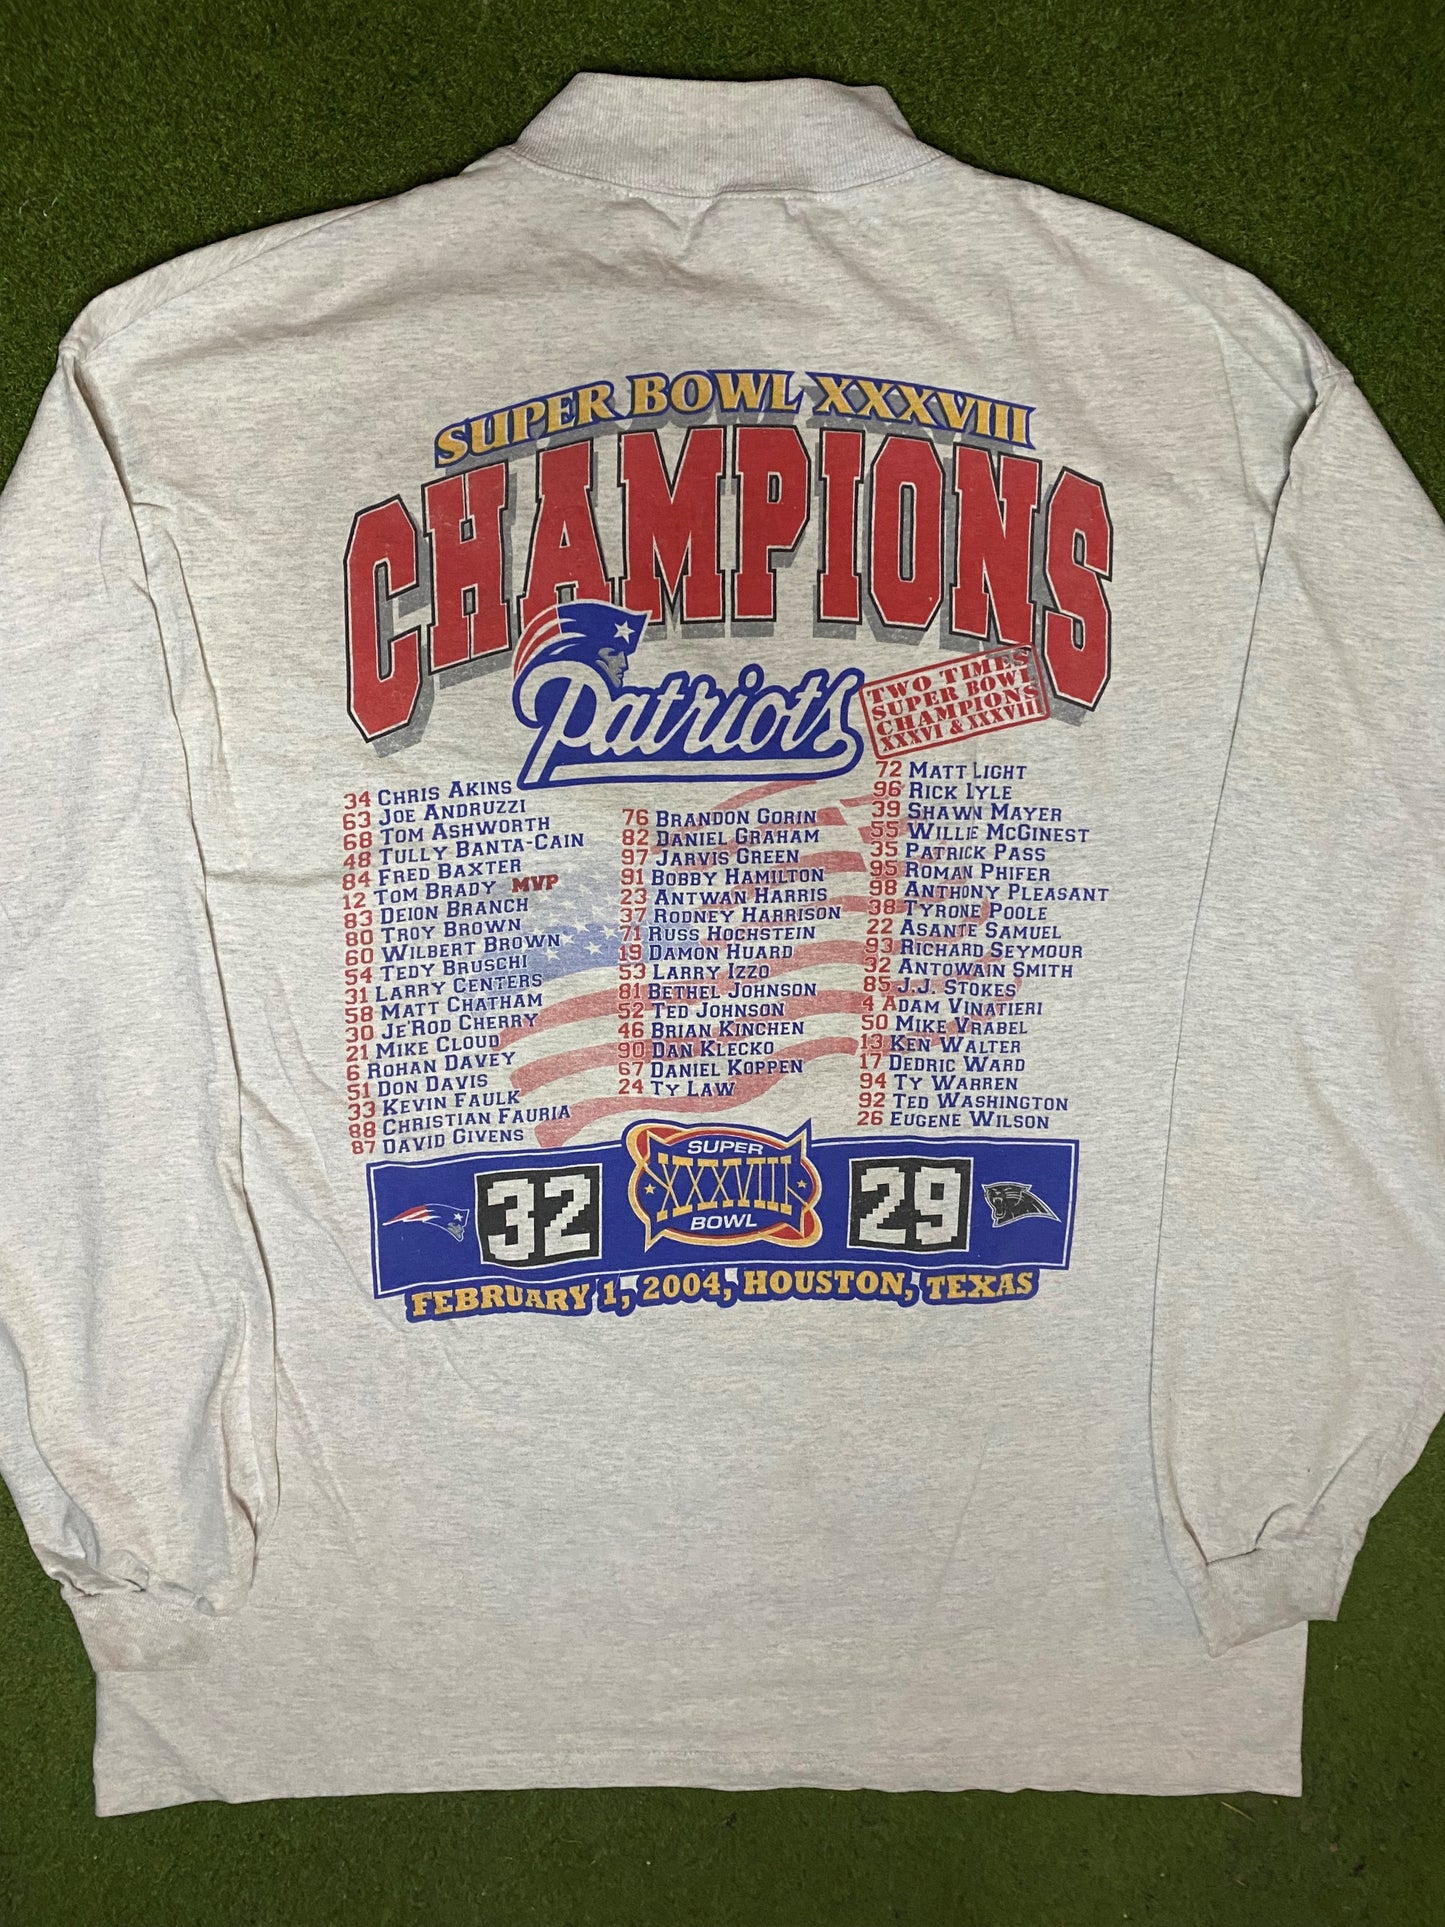 SUPER BOWL XXXVIII
CHAMPIONS
Patriots
TWO TIMES
SUPER BOWL
CHAMPIONS
XXXVI & XXXVIII
34 CHRIS AKINS
63 JOE ANDRUZZI
68 TOM ASHWORTH
48 TULLY BANTA-CAIN
84 FRED BAXTER
12 TOM BRADY MVP
83 DEION BRANCH
80 TROY BROWN
60 WILBERT BROWN
54 TEDY BRUSCHI
31 LARRY CENTERS
58 MATT CHATHAM
30 JE'ROD CHERRY
21 MIKE CLOUD
6 ROHAN DAVEY
51 DON DAVIS
33 KEVIN FAULK
88 CHRISTIAN FAURIA
87 DAVID GIVENS
76 BRANDON GORIN
82 DANIEL GRAHAM
97 JARVIS GREEN
91 BOBBY HAMILTON
23 ANTWAN HARRIS
37 RODNEY HARRISON
71 RUSS HOCHSTEIN
19 DAMON HUARD
53 LARRY IZZO
81 BETHEL JOHNSON
52 TED JOHNSON
46 BRIAN KINCHEN
90 DAN KLECKO
67 DANIEL KOPPEN
24 TY LAW
72 MATT LIGHT
96 RICK LYLE
39 SHAWN MAYER
55 WILLIE MCGINEST
35 PATRICK PASS
95 ROMAN PHIFER
98 ANTHONY PLEASANT
38 TYRONE POOLE
22 ASANTE SAMUEL
93 RICHARD SEYMOUR
32 ANTOWAIN SMITH
85 J.J. STOKES
4 ADAM VINATIERI
50 MIKE VRABEL
13 KEN WALTER
17 DEDRIC WARD
94 TY WARREN
92 TED WASHINGTON
26 EUGENE WILSON
32
SUPER
XXXVIII
BOWL
29
FEBRUARY 1, 2004, HOUSTON, TEXAS